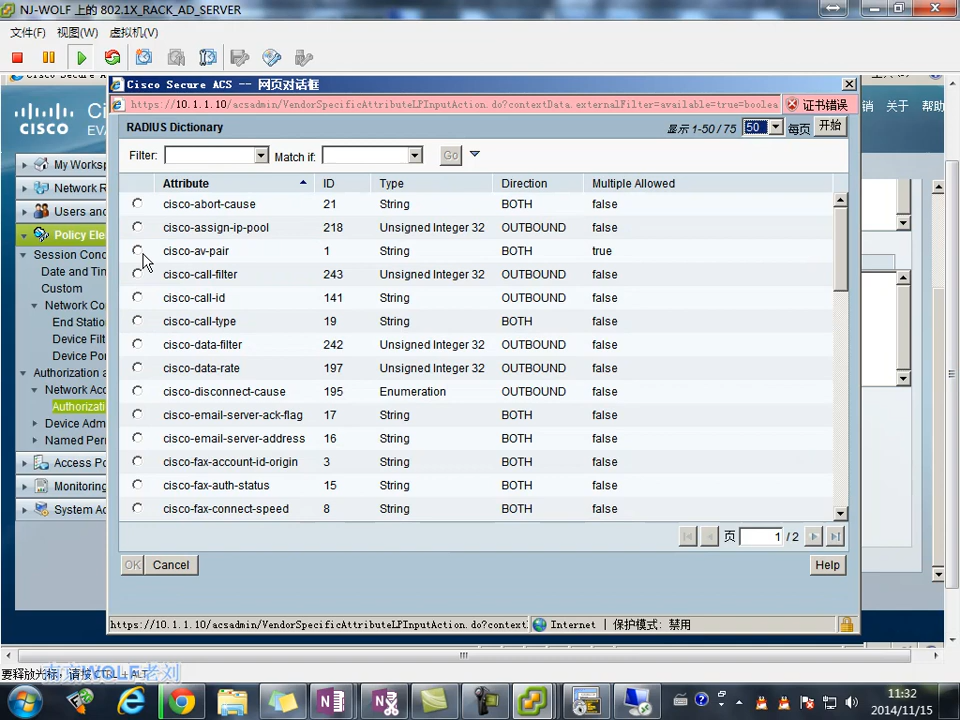 NJ-WOLF 上的 802.1X_RACK_AD_SERVER
文件(F) 视图(W) 虚拟机(V)
Cisco Secure ACS -- 网页对话框
https://10.1.1.10/acsadmin/VendorSpecificAttributeLPInputAction.do?contextData.externalFilter=available=true=boolea
证书错误
CISCO
销 关于 帮助
RADIUS Dictionary
显示 1-50 / 75 50 每页 开始
Filter: Match if: Go
Attribute ID Type Direction Multiple Allowed
cisco-abort-cause 21 String BOTH false
cisco-assign-ip-pool 218 Unsigned Integer 32 OUTBOUND false
cisco-av-pair 1 String BOTH true
cisco-call-filter 243 Unsigned Integer 32 OUTBOUND false
cisco-call-id 141 String OUTBOUND false
cisco-call-type 19 String BOTH false
cisco-data-filter 242 Unsigned Integer 32 OUTBOUND false
cisco-data-rate 197 Unsigned Integer 32 OUTBOUND false
cisco-disconnect-cause 195 Enumeration OUTBOUND false
cisco-email-server-ack-flag 17 String BOTH false
cisco-email-server-address 16 String BOTH false
cisco-fax-account-id-origin 3 String BOTH false
cisco-fax-auth-status 15 String BOTH false
cisco-fax-connect-speed 8 String BOTH false
页 1 / 2
OK Cancel Help
https://10.1.1.10/acsadmin/VendorSpecificAttributeLPInputAction.do?context
Internet | 保护模式: 禁用
EVA
My Worksp
Network R
Users and
Policy Ele
Session Conc
Date and Tin
Custom
Network Co
End Statio
Device Filt
Device Por
Authorization a
Network Acc
Authorizati
Device Adm
Named Perr
Access Po
Monitoring
System Ac
要释放光标，请按 CTRL + ALT
WOLF老刘
11:32
2014/11/15